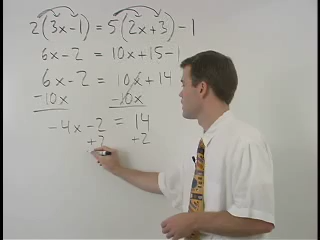 2(3x-1) = 5(2x+3)-1
6x-2 = 10x+15-1
6x-2 = 10x+14
-10x -10x
-4x-2 = 14
+2 +2